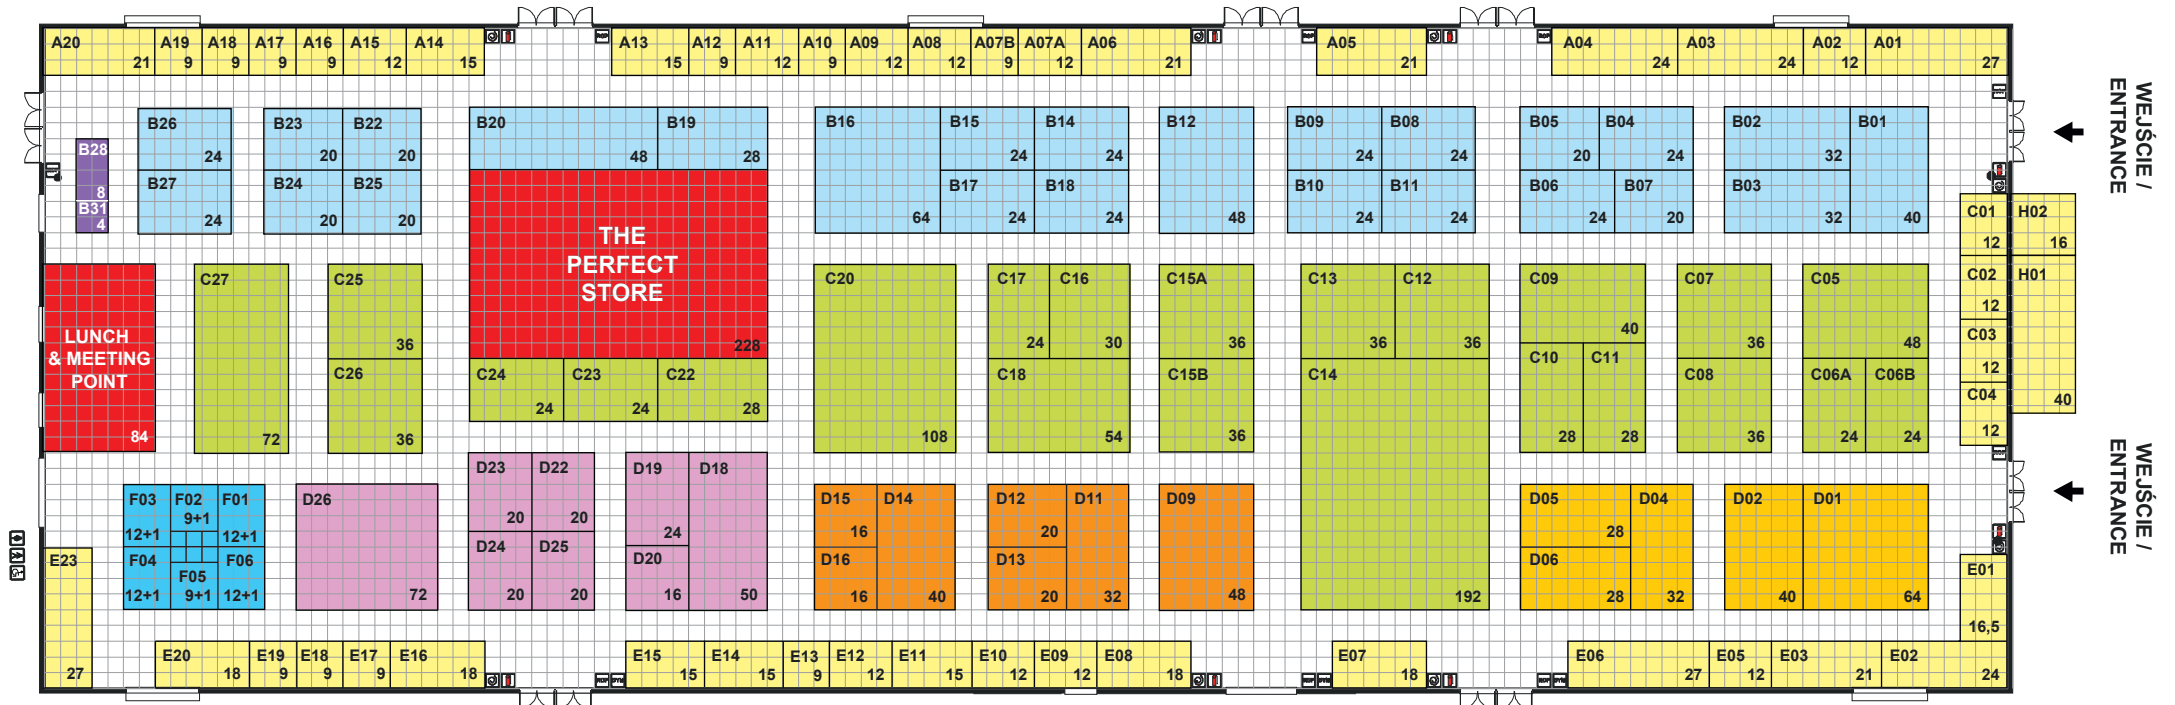 A20 A19 A18 A17 A16 A15 A14 A13 A12 A11 A10 A09 A08 A07B A07A A06 A05 A04 A03 A02 A01
21 9 9 9 9 12 15 15 9 12 9 12 12 9 12 21 21 24 24 12 27
WEJŚCIE /
ENTRANCE
B26 B23 B22 B20 B19 B16 B15 B14 B12 B09 B08 B05 B04 B02 B01
24 20 20 48 28 24 24 24 24 20 24 32
B28
8
B31
4
B27 B24 B25 B17 B18 B10 B11 B06 B07 B03
24 20 20 64 24 24 48 24 24 24 20 32 40
C01 H02
12 16
THE
PERFECT
STORE
228
C27 C25 C20 C17 C16 C15A C13 C12 C09 C07 C05 C02 H01
12
36 24 30 36 36 36 40 36 48
C03
12
LUNCH
& MEETING
POINT
84
C26 C24 C23 C22 C18 C15B C14 C10 C11 C08 C06A C06B C04
40
24 24 28
72 36 108 54 36 28 28 36 24 24 12
WEJŚCIE /
ENTRANCE
D23 D22 D19 D18
20 20 24
F03 F02 F01 D26 D15 D14 D12 D11 D09 D05 D04 D02 D01
9+1
12+1 12+1 16 20 28
E23 F04 F05 F06 D24 D25 D20 D16 D13 D06 E01
12+1 9+1 12+1 72 20 20 16 50 16 40 20 32 48 192 28 32 40 64
16,5
E20 E19 E18 E17 E16 E15 E14 E13 E12 E11 E10 E09 E08 E07 E06 E05 E03 E02
27 18 9 9 9 18 15 15 9 12 15 12 12 18 18 27 12 21 24